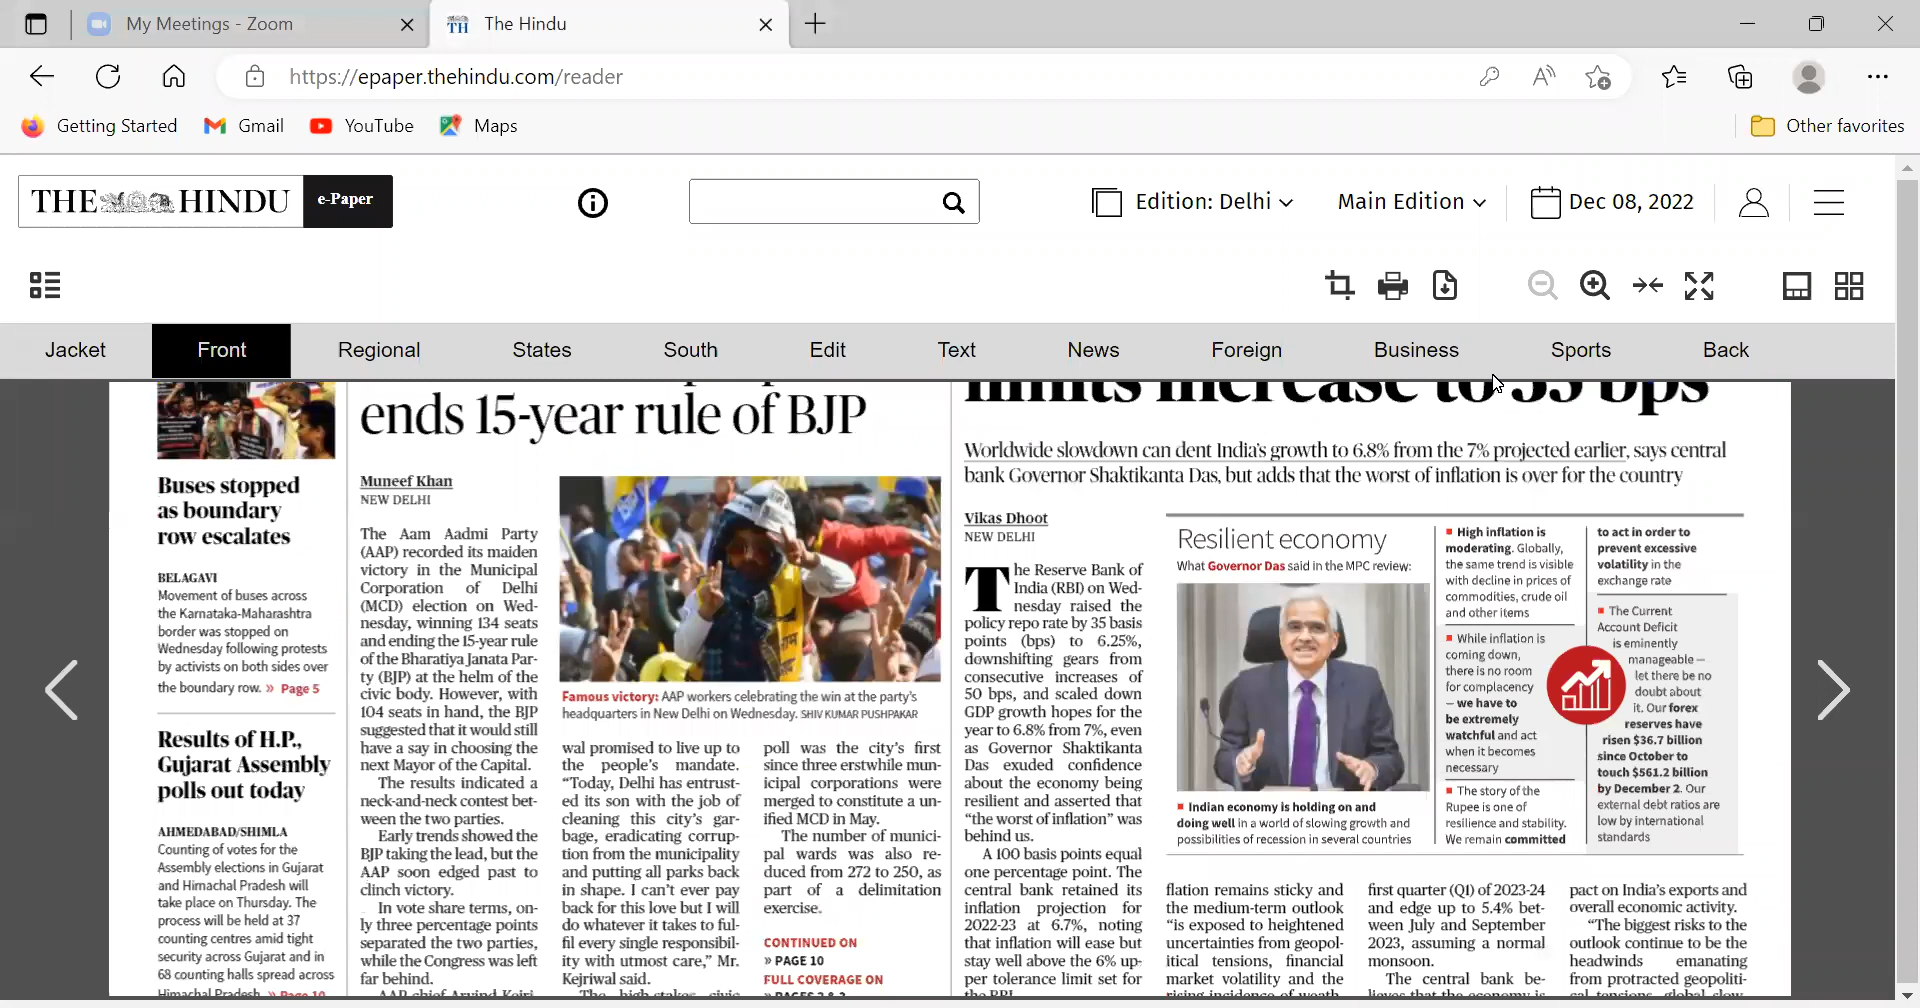 My Meetings - Zoom
The Hindu
https://epaper.thehindu.com/reader
Getting Started
Gmail
YouTube
Maps
Other favorites
THE HINDU
e-Paper
Edition: Delhi
Main Edition
Dec 08, 2022
Jacket
Front
Regional
States
South
Edit
Text
News
Foreign
Business
Sports
Back
Buses stopped
as boundary
row escalates
BELAGAVI
Movement of buses across
the Karnataka-Maharashtra
border was stopped on
Wednesday following protests
by activists on both sides over
the boundary row. » Page 5
Results of H.P.,
Gujarat Assembly
polls out today
AHMEDABAD/SHIMLA
Counting of votes for the
Assembly elections in Gujarat
and Himachal Pradesh will
take place on Thursday. The
process will be held at 37
counting centres amid tight
security across Gujarat and in
68 counting halls spread across
Himachal Pradesh. » Page 10
ends 15-year rule of BJP
Muneef Khan
NEW DELHI
The Aam Aadmi Party
(AAP) recorded its maiden
victory in the Municipal
Corporation of Delhi
(MCD) election on Wed-
nesday, winning 134 seats
and ending the 15-year rule
of the Bharatiya Janata Par-
ty (BJP) at the helm of the
civic body. However, with
104 seats in hand, the BJP
suggested that it would still
have a say in choosing the
next Mayor of the Capital.
The results indicated a
neck-and-neck contest bet-
ween the two parties.
Early trends showed the
BJP taking the lead, but the
AAP soon edged past to
clinch victory.
In vote share terms, on-
ly three percentage points
separated the two parties,
while the Congress was left
far behind.
AAP chief Arvind Kejri-
Famous victory: AAP workers celebrating the win at the party's
headquarters in New Delhi on Wednesday. SHIV KUMAR PUSHPAKAR
wal promised to live up to
the people's mandate.
"Today, Delhi has entrust-
ed its son with the job of
cleaning this city's gar-
bage, eradicating corrup-
tion from the municipality
and putting all parks back
in shape. I can't ever pay
back for this love but I will
do whatever it takes to ful-
fil every single responsibil-
ity with utmost care," Mr.
Kejriwal said.
The high-stakes civic
poll was the city's first
since three erstwhile mun-
icipal corporations were
merged to constitute a un-
ified MCD in May.
The number of munici-
pal wards was also re-
duced from 272 to 250, as
part of a delimitation
exercise.
CONTINUED ON
» PAGE 10
FULL COVERAGE ON
» PAGES 2 & 3
limits increase to 35 bps
Worldwide slowdown can dent India's growth to 6.8% from the 7% projected earlier, says central
bank Governor Shaktikanta Das, but adds that the worst of inflation is over for the country
Vikas Dhoot
NEW DELHI
The Reserve Bank of
India (RBI) on Wed-
nesday raised the
policy repo rate by 35 basis
points (bps) to 6.25%,
downshifting gears from
consecutive increases of
50 bps, and scaled down
GDP growth hopes for the
year to 6.8% from 7%, even
as Governor Shaktikanta
Das exuded confidence
about the economy being
resilient and asserted that
"the worst of inflation" was
behind us.
A 100 basis points equal
one percentage point. The
central bank retained its
inflation projection for
2022-23 at 6.7%, noting
that inflation will ease but
stay well above the 6% up-
per tolerance limit set for
the RBI.
Resilient economy
What Governor Das said in the MPC review:
Indian economy is holding on and
doing well in a world of slowing growth and
possibilities of recession in several countries
High inflation is
moderating. Globally,
the same trend is visible
with decline in prices of
commodities, crude oil
and other items
While inflation is
coming down,
there is no room
for complacency
– we have to
be extremely
watchful and act
when it becomes
necessary
The story of the
Rupee is one of
resilience and stability.
We remain committed
to act in order to
prevent excessive
volatility in the
exchange rate
The Current
Account Deficit
is eminently
manageable –
let there be no
doubt about
it. Our forex
reserves have
risen $36.7 billion
since October to
touch $561.2 billion
by December 2. Our
external debt ratios are
low by international
standards
flation remains sticky and
the medium-term outlook
"is exposed to heightened
uncertainties from geopol-
itical tensions, financial
market volatility and the
rising incidence of weath-
first quarter (Q1) of 2023-24
and edge up to 5.4% bet-
ween July and September
2023, assuming a normal
monsoon.
The central bank be-
lieves that the economy is
pact on India's exports and
overall economic activity.
"The biggest risks to the
outlook continue to be the
headwinds emanating
from protracted geopoliti-
cal tensions, global slow-